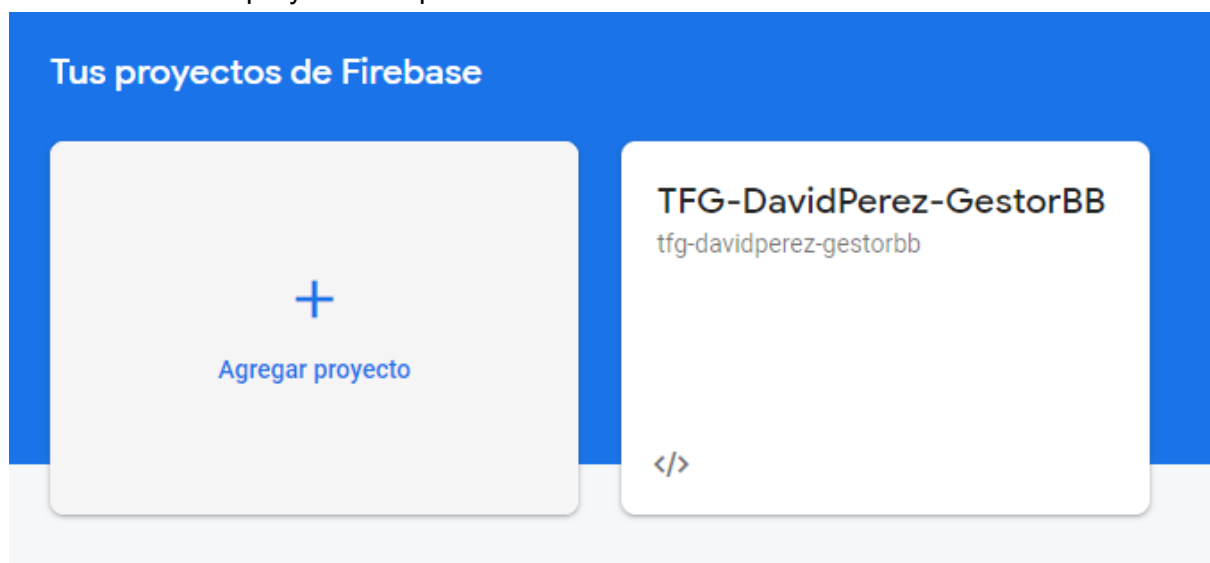 Tus proyectos de Firebase
TFG-DavidPerez-GestorBB
tfg-davidperez-gestorbb
+
Agregar proyecto
</>